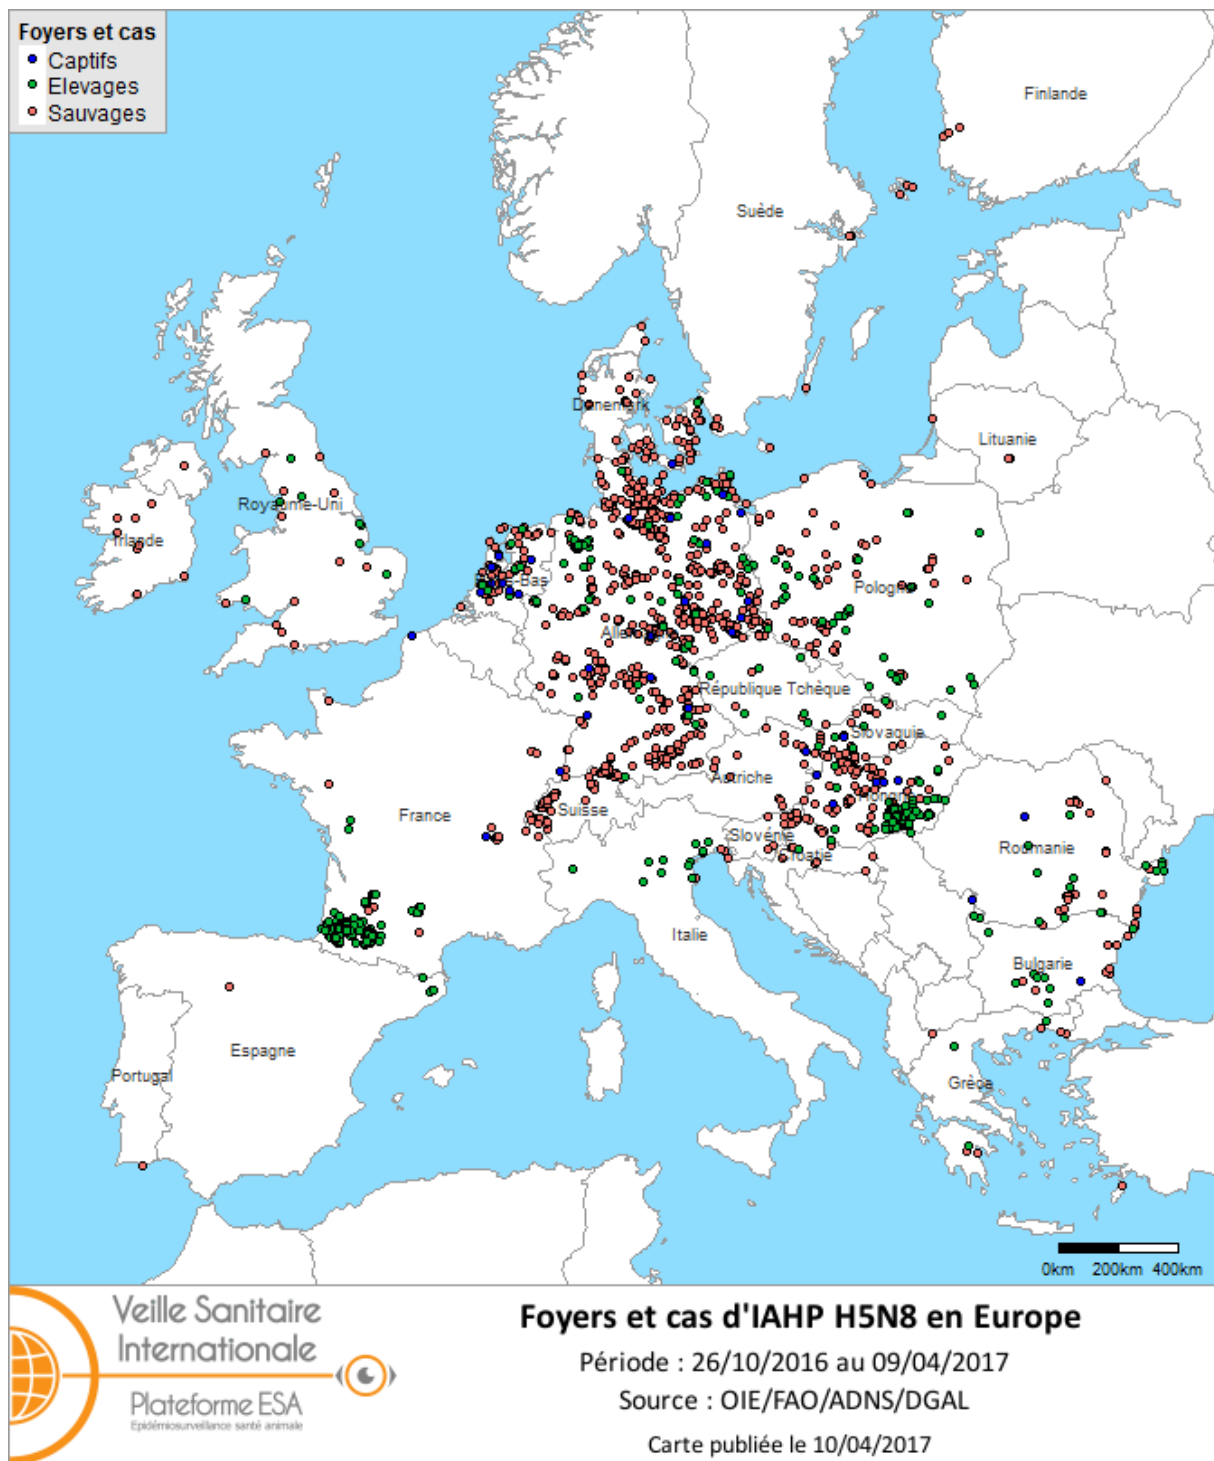 Foyers et cas
Captifs
Elevages
Sauvages
Finlande
Suède
Danemark
Lituanie
Royaume-Uni
Irlande
Pays-Bas
Pologne
Allemagne
République Tchèque
Slovaquie
Autriche
Hongrie
France
Suisse
Slovénie
Croatie
Roumanie
Italie
Bulgarie
Espagne
Portugal
Grèce
0km 200km 400km
Veille Sanitaire
Internationale
Plateforme ESA
Epidémiosurveillance santé animale
Foyers et cas d'IAHP H5N8 en Europe
Période : 26/10/2016 au 09/04/2017
Source : OIE/FAO/ADNS/DGAL
Carte publiée le 10/04/2017